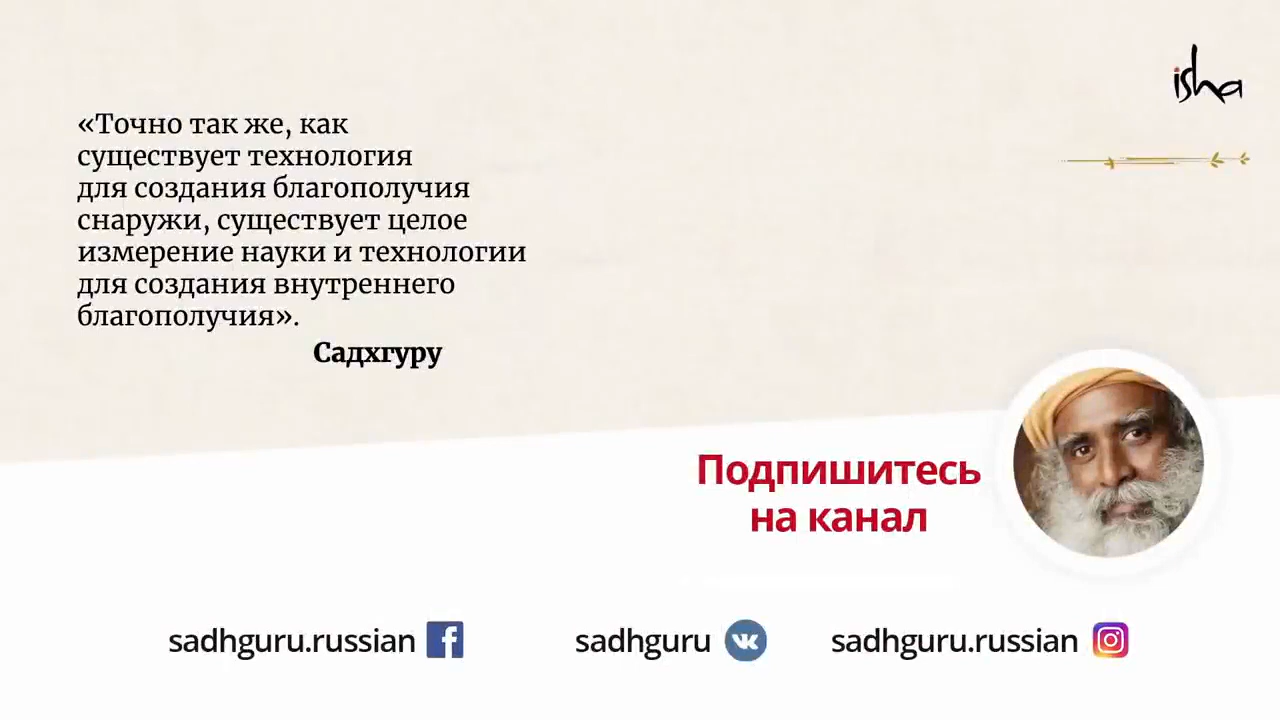 isha
«Точно так же, как
существует технология
для создания благополучия
снаружи, существует целое
измерение науки и технологии
для создания внутреннего
благополучия».
Садхгуру
Подпишитесь
на канал
sadhguru.russian
sadhguru
sadhguru.russian